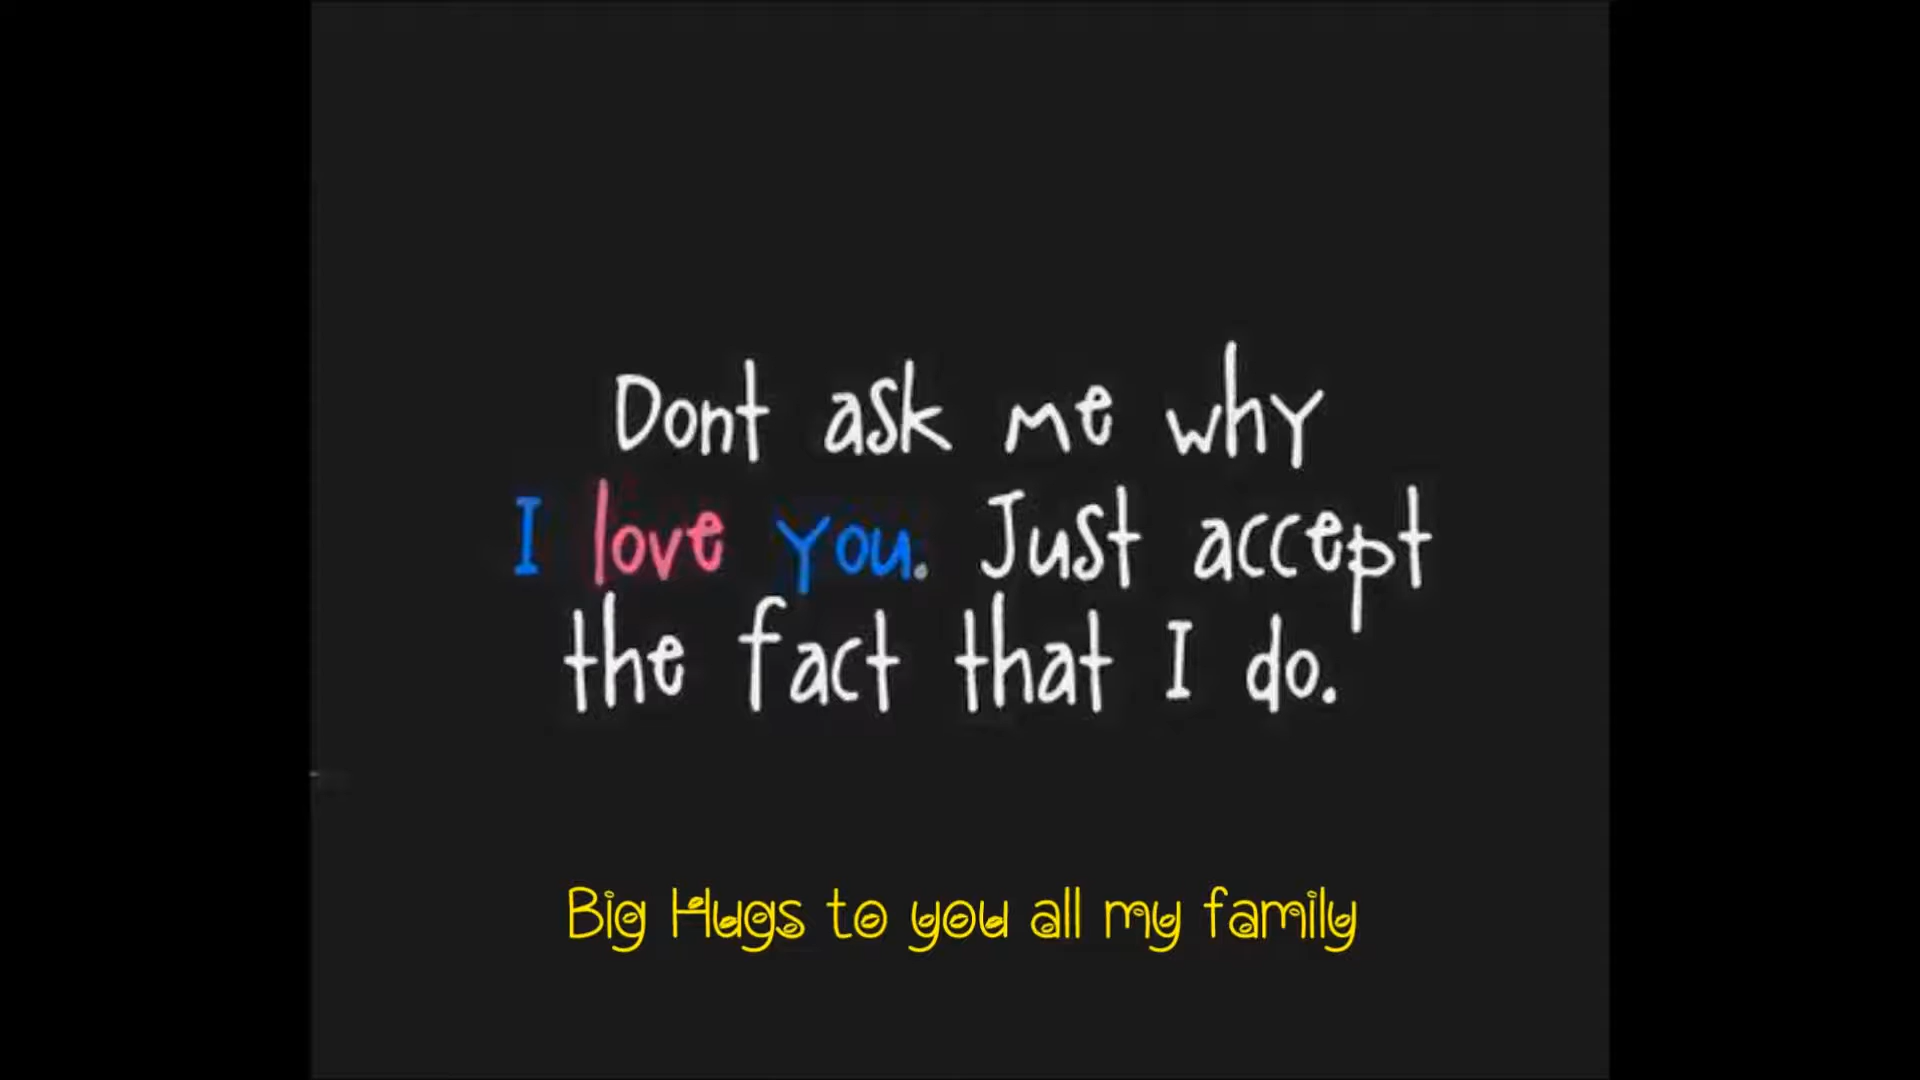 Dont ask me why
I love you. Just accept
the fact that I do.
Big Hugs to you all my family